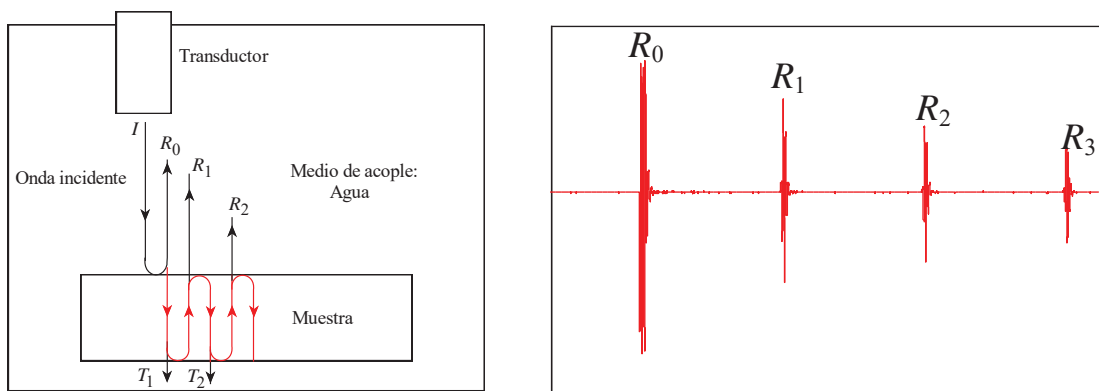 Transductor
I
R₀
R₁
Onda incidente
Medio de acople:
Agua
R₂
Muestra
T₁
T₂
R₀
R₁
R₂
R₃